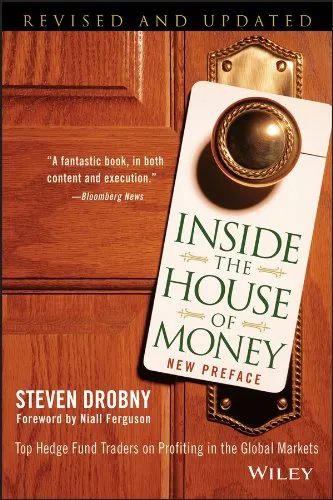 REVISED AND UPDATED
“A fantastic book, in both
content and execution.”
—Bloomberg News
INSIDE
THE
HOUSE
OF
MONEY
NEW PREFACE
STEVEN DROBNY
Foreword by Niall Ferguson
Top Hedge Fund Traders on Profiting in the Global Markets
WILEY